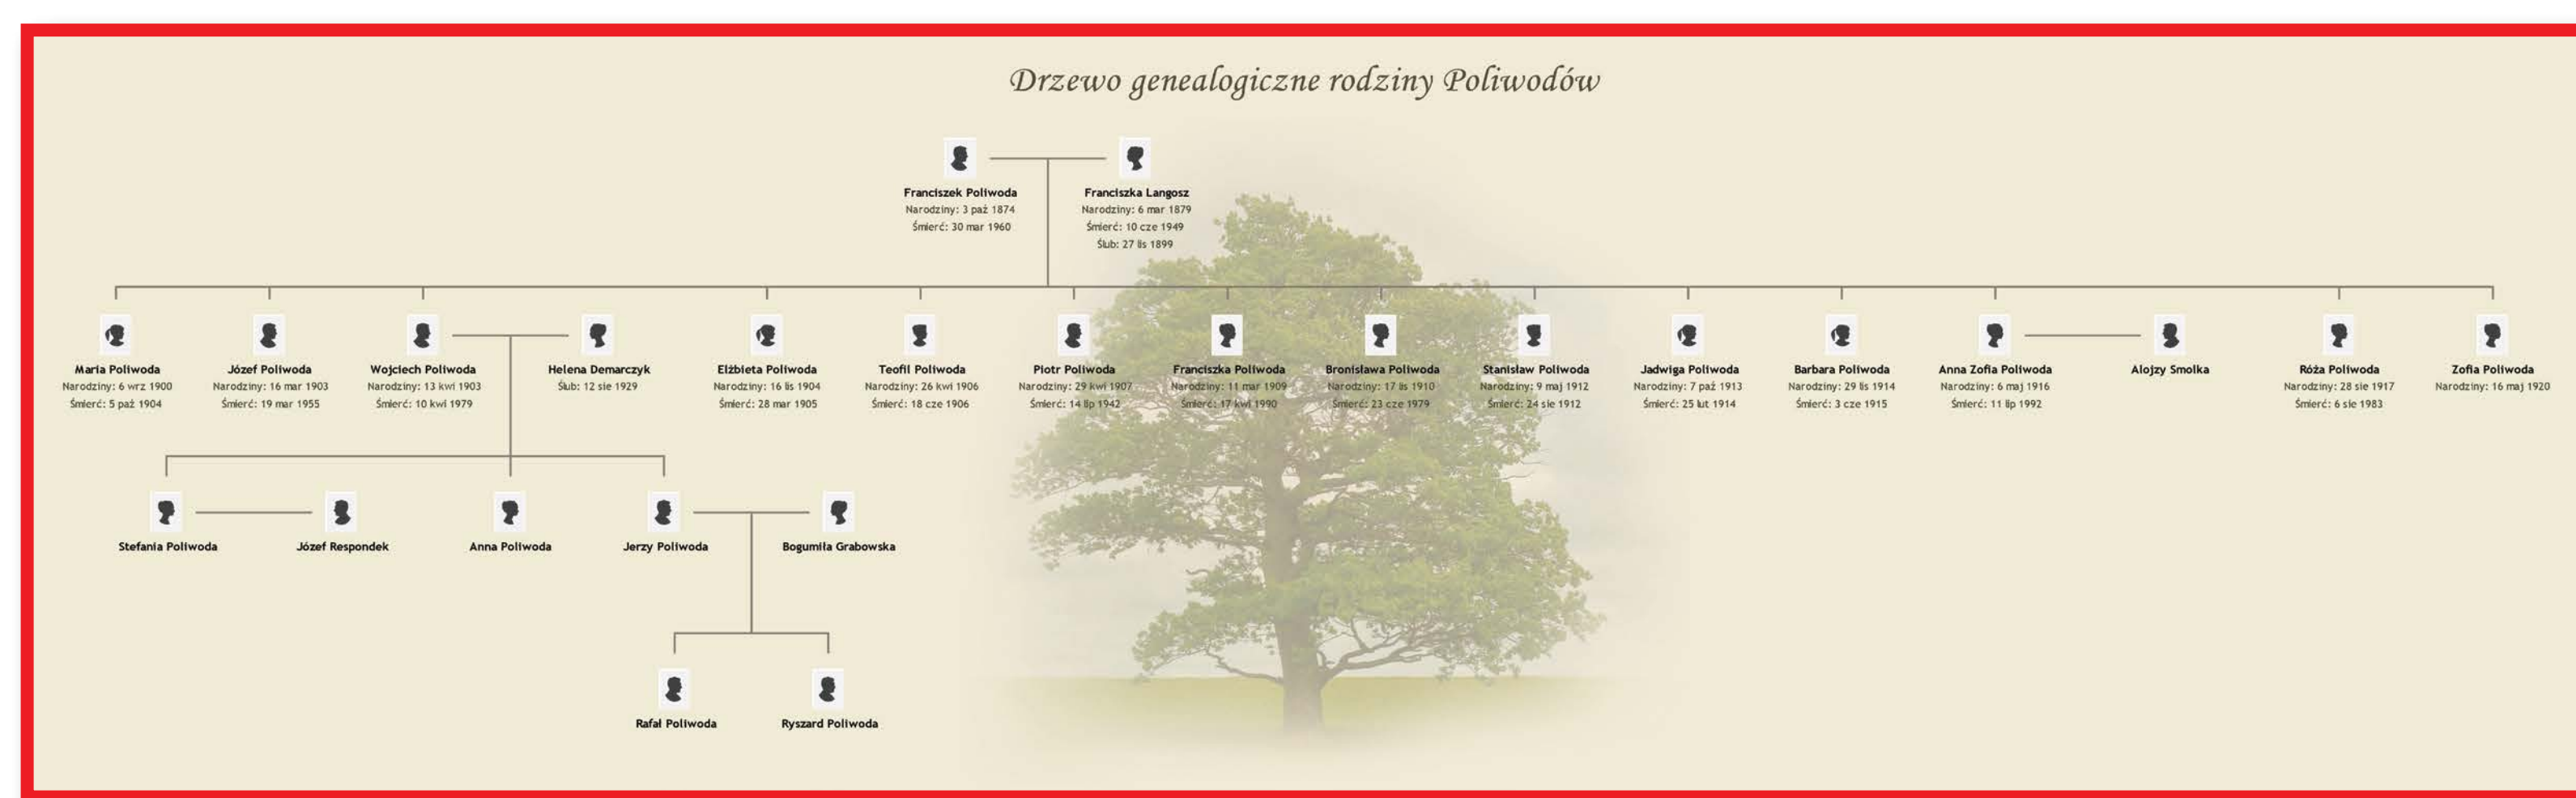 Drzewo genealogiczne rodziny Poliwodów
Franciszek Poliwoda
Narodziny: 3 paź 1874
Śmierć: 30 mar 1960
Franciszka Langosz
Narodziny: 6 mar 1879
Śmierć: 10 cze 1949
Ślub: 27 lis 1899
Maria Poliwoda
Narodziny: 6 wrz 1900
Śmierć: 5 paź 1904
Józef Poliwoda
Narodziny: 16 mar 1903
Śmierć: 19 mar 1955
Wojciech Poliwoda
Narodziny: 13 kwi 1903
Śmierć: 10 kwi 1979
Helena Demarczyk
Ślub: 12 sie 1929
Elżbieta Poliwoda
Narodziny: 16 lis 1904
Śmierć: 28 mar 1905
Teofil Poliwoda
Narodziny: 26 kwi 1906
Śmierć: 18 cze 1906
Piotr Poliwoda
Narodziny: 29 kwi 1907
Śmierć: 14 lip 1942
Franciszka Poliwoda
Narodziny: 11 mar 1909
Śmierć: 17 kwi 1990
Bronisława Poliwoda
Narodziny: 17 lis 1910
Śmierć: 23 cze 1979
Stanisław Poliwoda
Narodziny: 9 maj 1912
Śmierć: 24 sie 1912
Jadwiga Poliwoda
Narodziny: 7 paź 1913
Śmierć: 25 lut 1914
Barbara Poliwoda
Narodziny: 29 lis 1914
Śmierć: 3 cze 1915
Anna Zofia Poliwoda
Narodziny: 6 maj 1916
Śmierć: 11 lip 1992
Alojzy Smolka
Róża Poliwoda
Narodziny: 28 sie 1917
Śmierć: 6 sie 1983
Zofia Poliwoda
Narodziny: 16 maj 1920
Stefania Poliwoda
Józef Respondek
Anna Poliwoda
Jerzy Poliwoda
Bogumiła Grabowska
Rafał Poliwoda
Ryszard Poliwoda